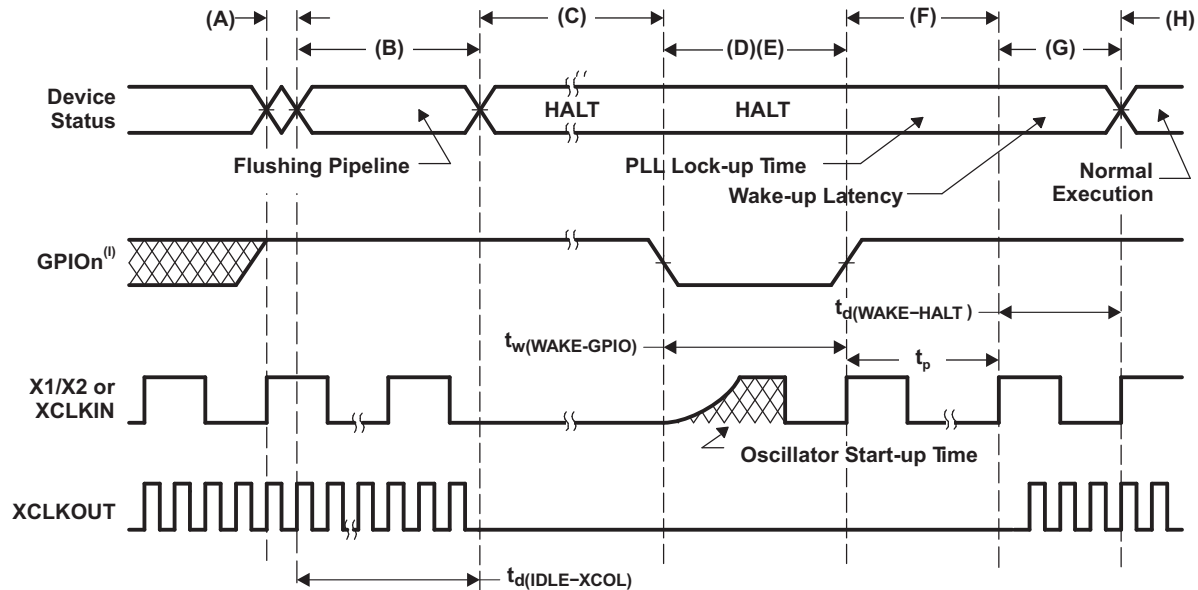 (A)
(B)
(C)
(D)(E)
(F)
(G)
(H)
Device
Status
HALT
HALT
Flushing Pipeline
PLL Lock-up Time
Wake-up Latency
Normal
Execution
GPIOn(I)
td(WAKE−HALT )
tw(WAKE-GPIO)
tp
X1/X2 or
XCLKIN
Oscillator Start-up Time
XCLKOUT
td(IDLE−XCOL)